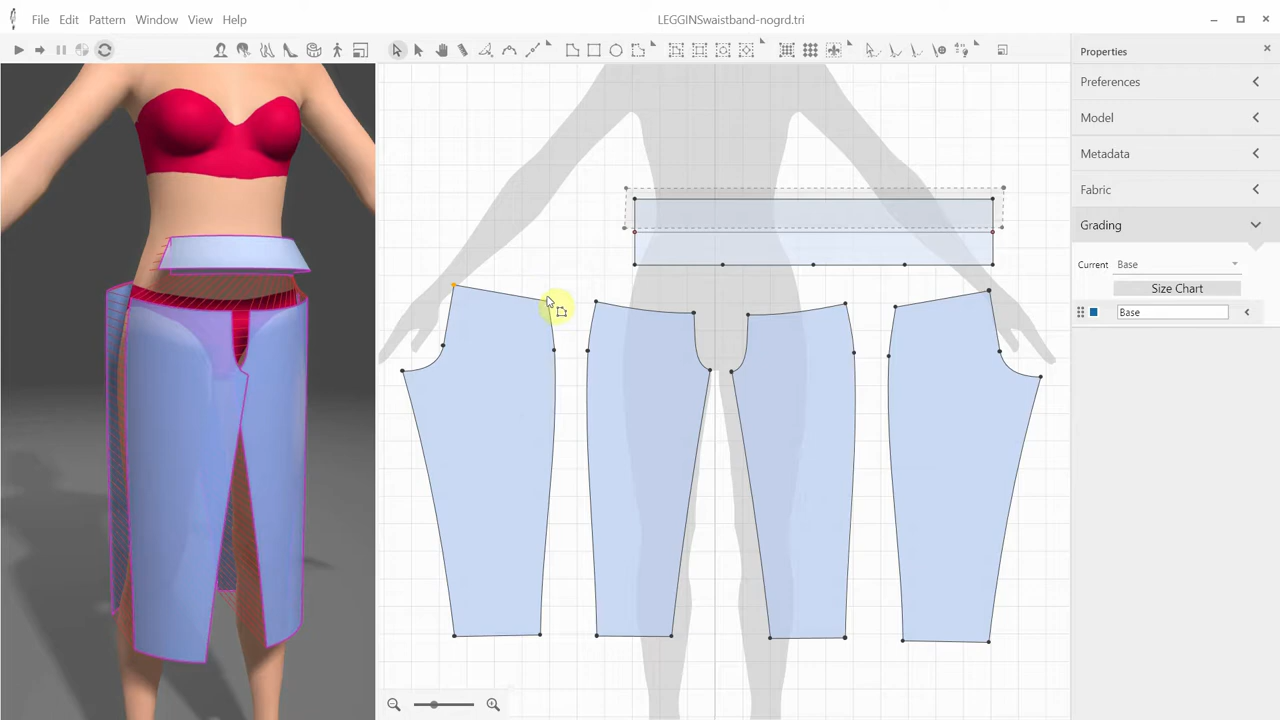 File Edit Pattern Window View Help
LEGGINSwaistband-nogrd.tri
Properties
Preferences
Model
Metadata
Fabric
Grading
Current Base
Size Chart
Base